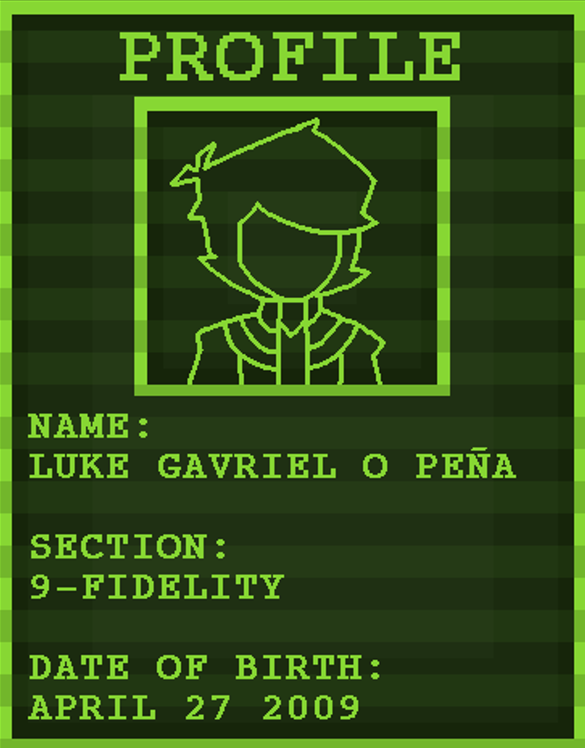 PROFILE
NAME:
LUKE GAVRIEL O PEÑA
SECTION:
9-FIDELITY
DATE OF BIRTH:
APRIL 27 2009